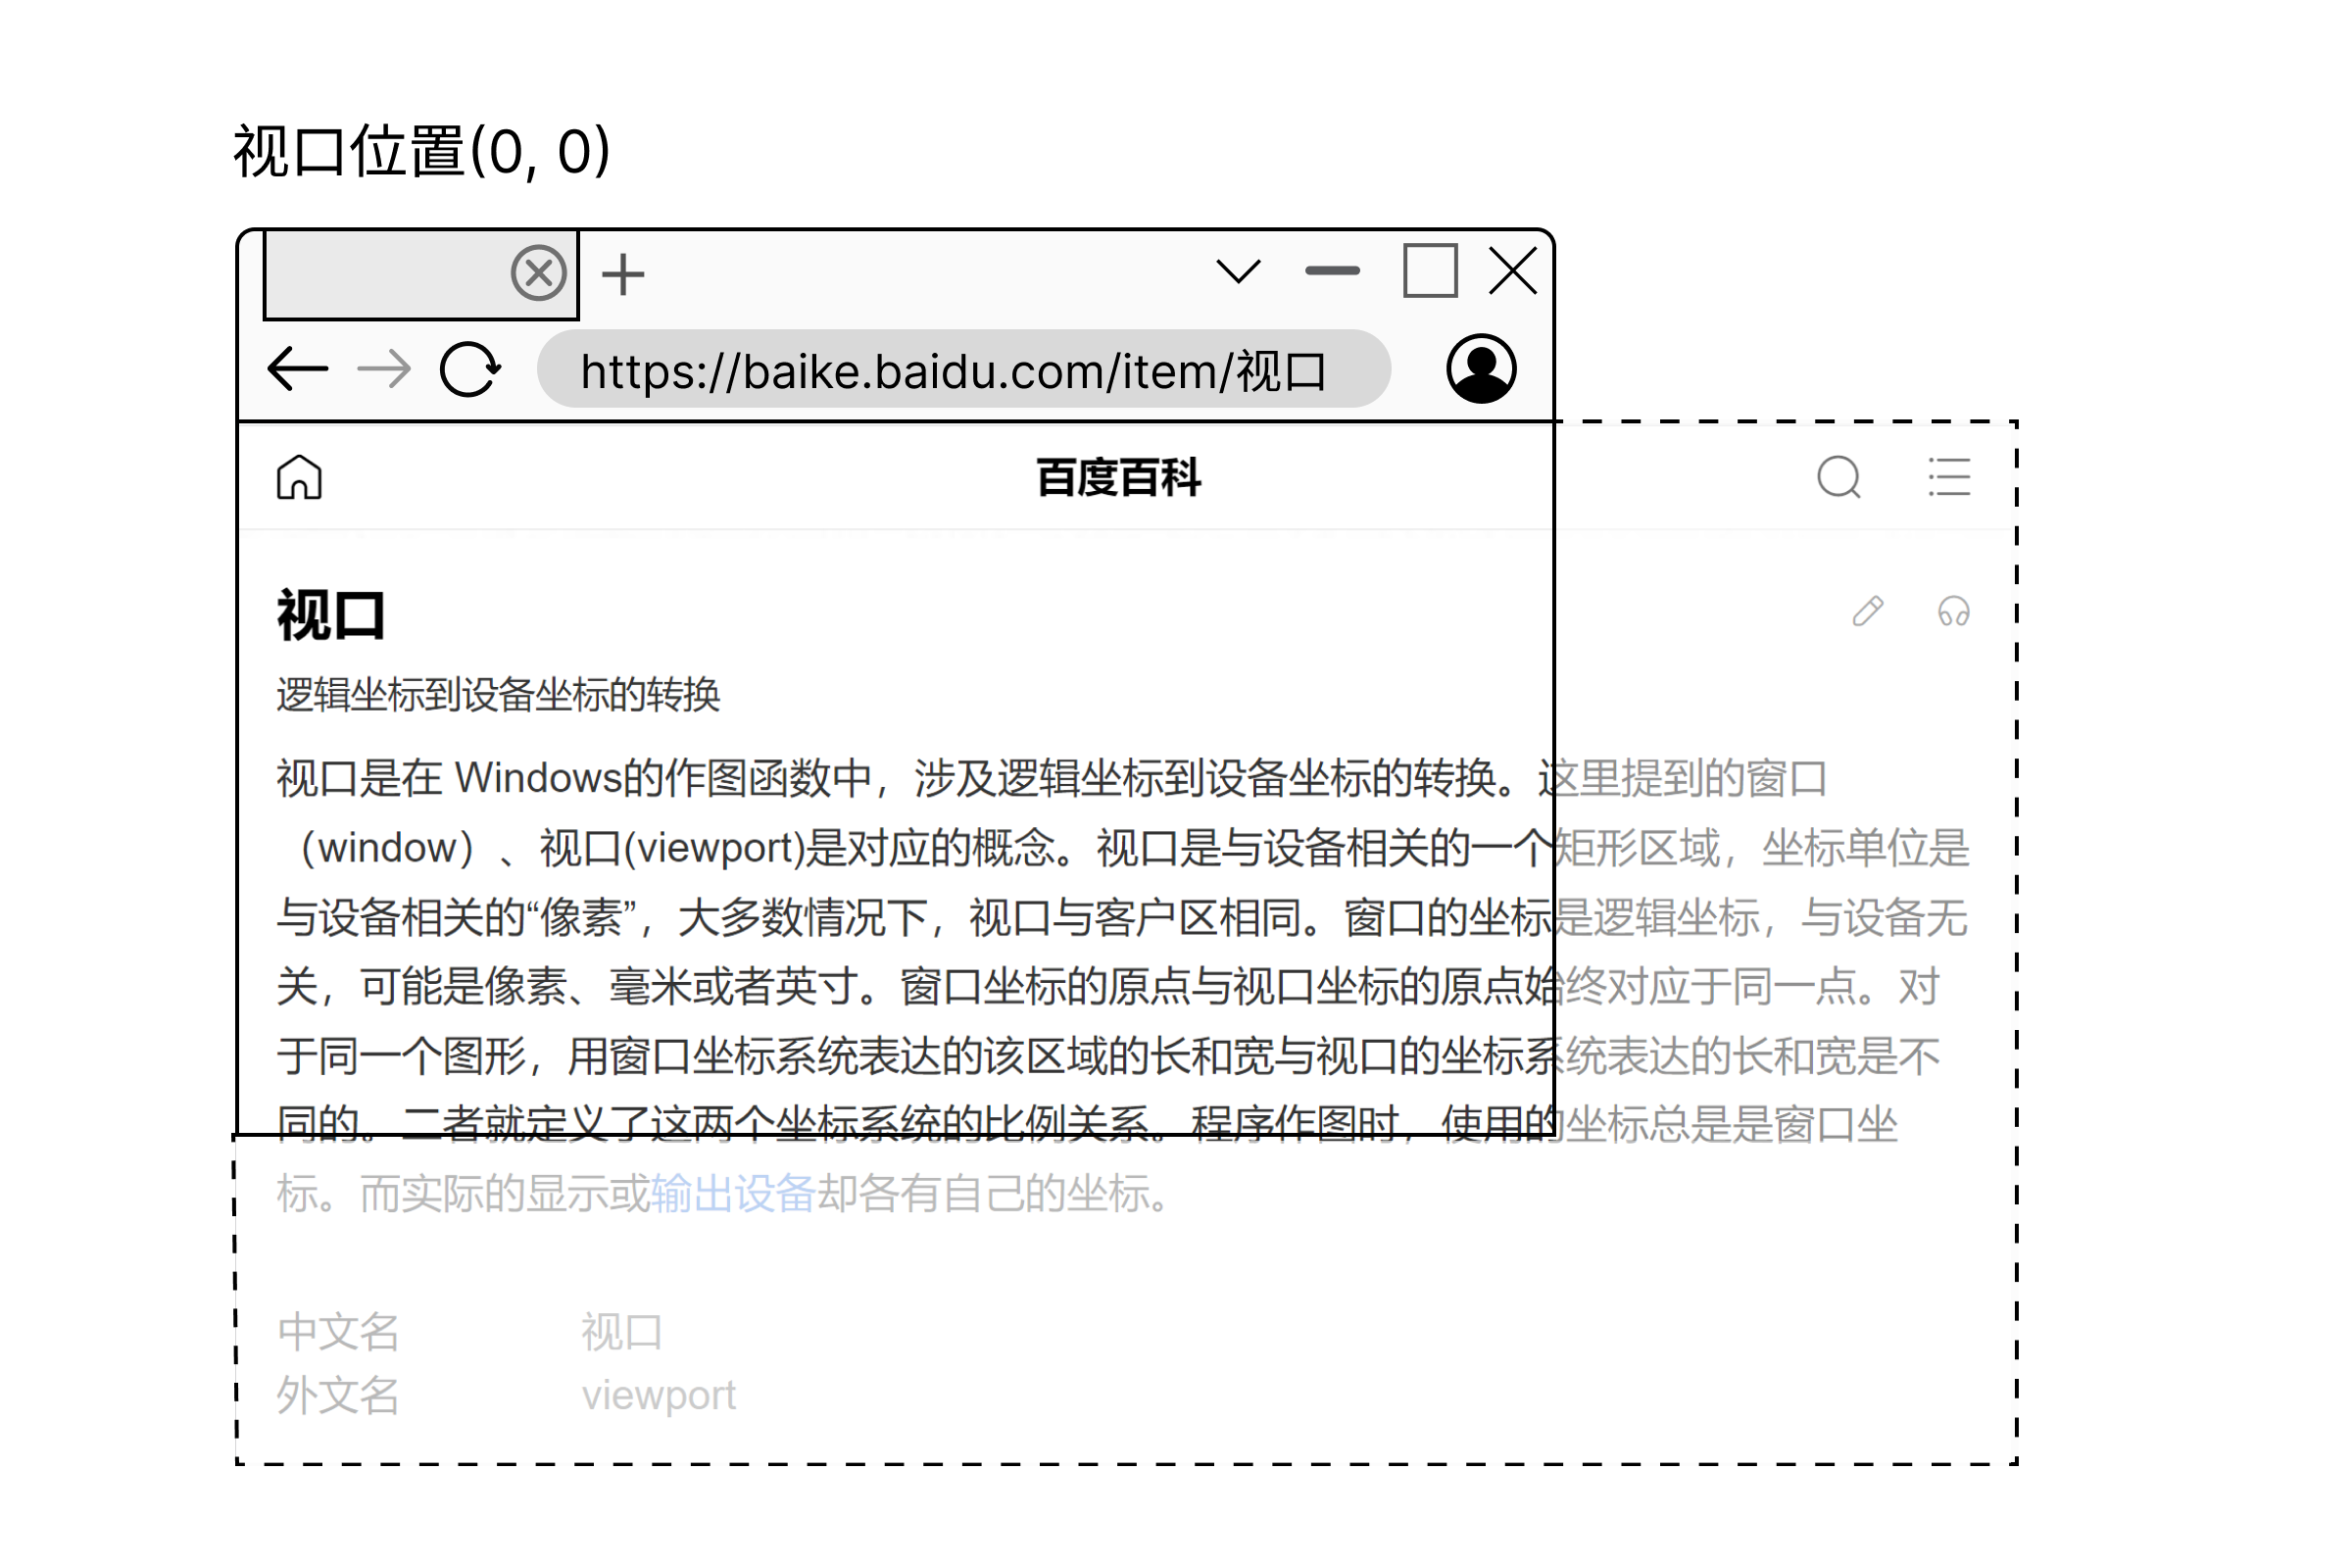 视口位置(0, 0)
https://baike.baidu.com/item/视口
百度百科
视口
逻辑坐标到设备坐标的转换
视口是在 Windows的作图函数中，涉及逻辑坐标到设备坐标的转换。这里提到的窗口
（window）、视口(viewport)是对应的概念。视口是与设备相关的一个矩形区域，坐标单位是
与设备相关的“像素”，大多数情况下，视口与客户区相同。窗口的坐标是逻辑坐标，与设备无
关，可能是像素、毫米或者英寸。窗口坐标的原点与视口坐标的原点始终对应于同一点。对
于同一个图形，用窗口坐标系统表达的该区域的长和宽与视口的坐标系统表达的长和宽是不
同的。二者就定义了这两个坐标系统的比例关系。程序作图时，使用的坐标总是是窗口坐
标。而实际的显示或输出设备却各有自己的坐标。
中文名 视口
外文名 viewport